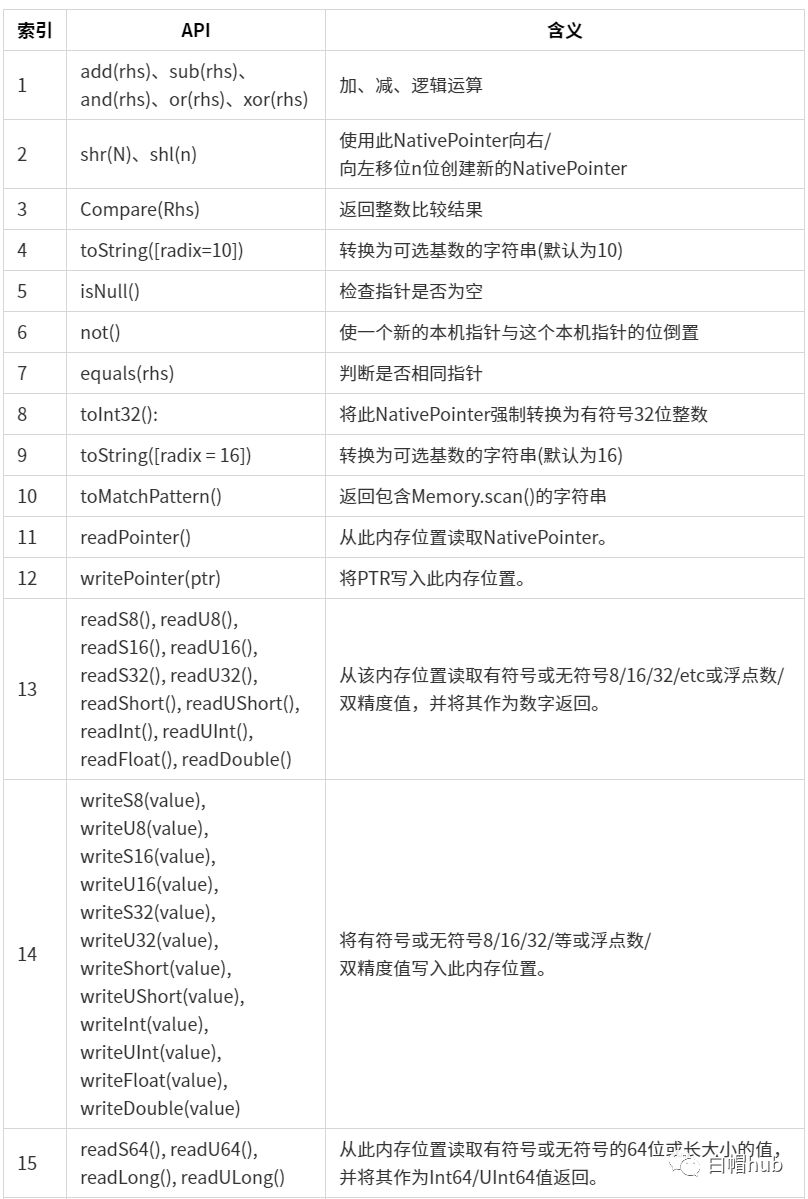 索引 API 含义
1 add(rhs)、sub(rhs)、
and(rhs)、or(rhs)、xor(rhs) 加、减、逻辑运算
2 shr(N)、shl(n) 使用此NativePointer向右/
向左移位n位创建新的NativePointer
3 Compare(Rhs) 返回整数比较结果
4 toString([radix=10]) 转换为可选基数的字符串(默认为10)
5 isNull() 检查指针是否为空
6 not() 使一个新的本机指针与这个本机指针的位倒置
7 equals(rhs) 判断是否相同指针
8 toInt32(): 将此NativePointer强制转换为有符号32位整数
9 toString([radix = 16]) 转换为可选基数的字符串(默认为16)
10 toMatchPattern() 返回包含Memory.scan()的字符串
11 readPointer() 从此内存位置读取NativePointer。
12 writePointer(ptr) 将PTR写入此内存位置。
13
readS8(), readU8(),
readS16(), readU16(),
readS32(), readU32(),
readShort(), readUShort(),
readInt(), readUInt(),
readFloat(), readDouble()
从该内存位置读取有符号或无符号8/16/32/etc或浮点数/
双精度值，并将其作为数字返回。
14
writeS8(value),
writeU8(value),
writeS16(value),
writeU16(value),
writeS32(value),
writeU32(value),
writeShort(value),
writeUShort(value),
writeInt(value),
writeUInt(value),
writeFloat(value),
writeDouble(value)
将有符号或无符号8/16/32/等或浮点数/
双精度值写入此内存位置。
15
readS64(), readU64(),
readLong(), readULong()
从此内存位置读取有符号或无符号的64位或长大小的值，
并将其作为Int64/UInt64值返回。
白帽hub